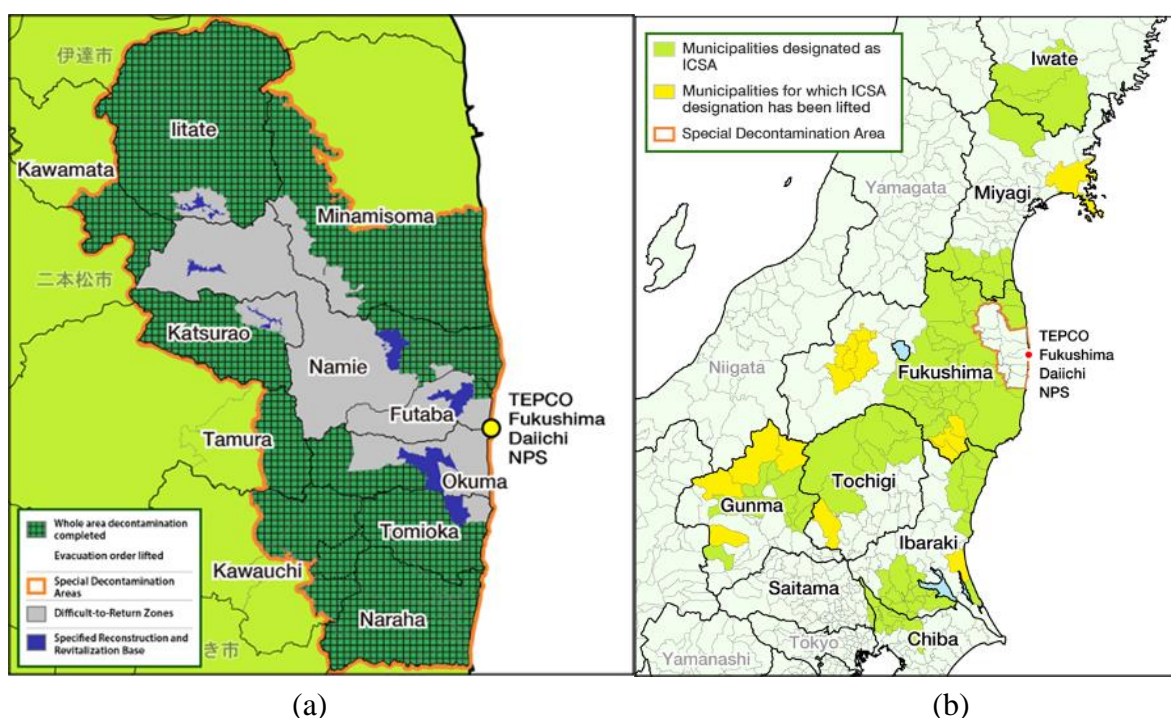 伊達市
Iitate
Kawamata
Minamisoma
二本松市
Katsurao
Namie
Futaba
TEPCO
Fukushima
Daiichi
NPS
Tamura
Okuma
Tomioka
Kawauchi
Naraha
き市
Whole area decontamination
completed
Evacuation order lifted
Special Decontamination
Areas
Difficult-to-Return Zones
Specified Reconstruction and
Revitalization Base
(a)
Municipalities designated as
ICSA
Municipalities for which ICSA
designation has been lifted
Special Decontamination Area
Iwate
Yamagata
Miyagi
TEPCO
Fukushima
Daiichi
NPS
Niigata
Fukushima
Tochigi
Gunma
Ibaraki
Saitama
Tokyo
Chiba
Yamanashi
(b)